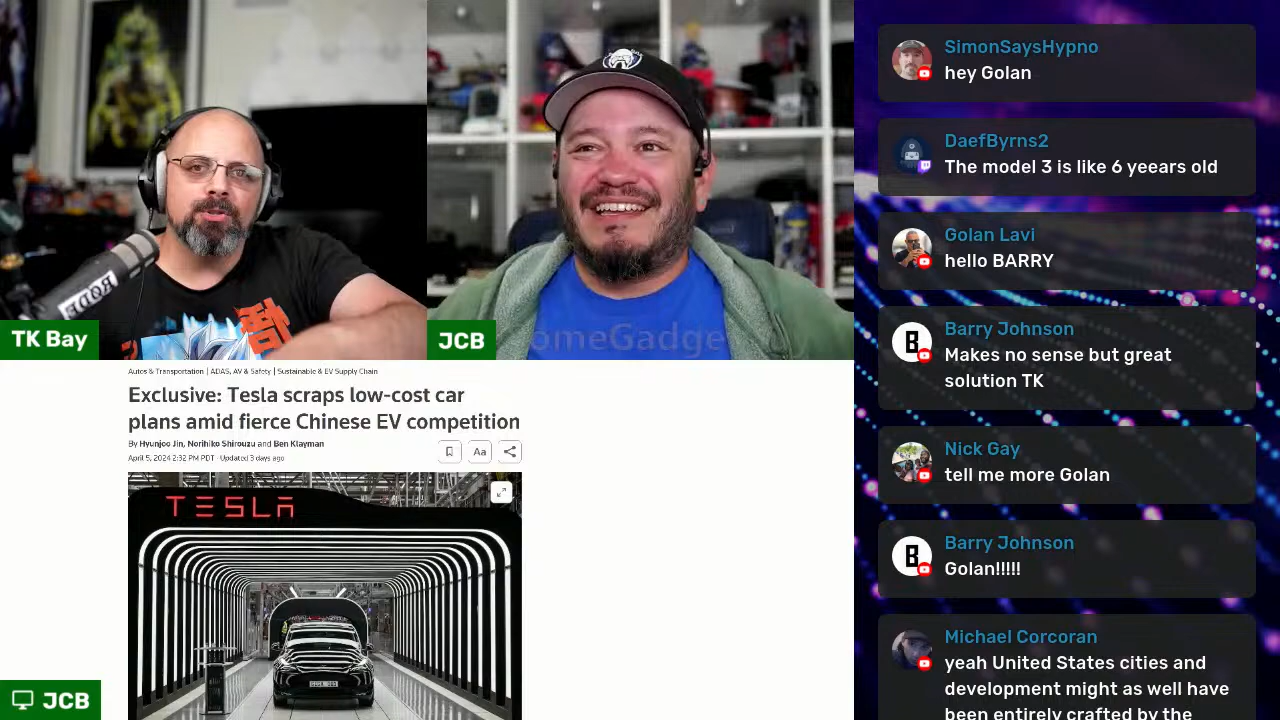 TK Bay
RODE
JCB
omeGadge
Autos & Transportation | ADAS, AV & Safety | Sustainable & EV Supply Chain
Exclusive: Tesla scraps low-cost car
plans amid fierce Chinese EV competition
By Hyunjoo Jin, Norihiko Shirouzu and Ben Klayman
April 5, 2024 2:32 PM PDT · Updated 3 days ago
Aa
TESLA
JCB
SimonSaysHypno
hey Golan
DaefByrns2
The model 3 is like 6 yeears old
Golan Lavi
hello BARRY
Barry Johnson
Makes no sense but great
solution TK
Nick Gay
tell me more Golan
Barry Johnson
Golan!!!!!
Michael Corcoran
yeah United States cities and
development might as well have
been entirely crafted by the